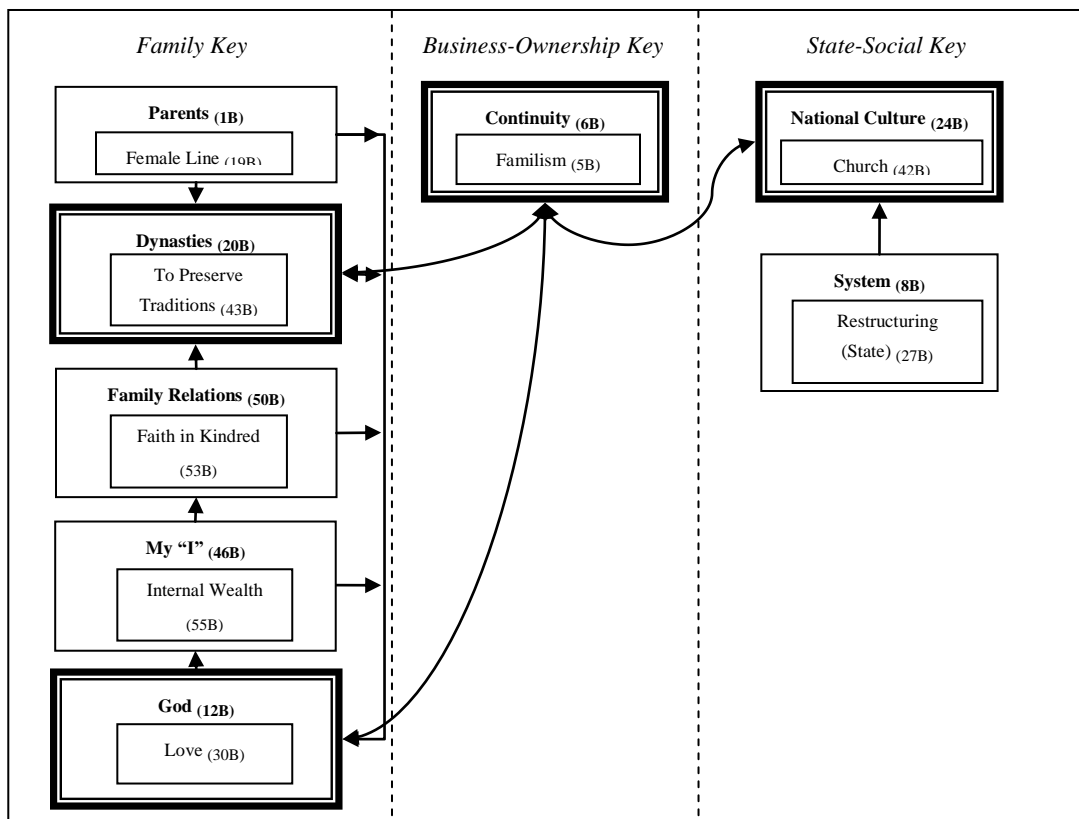 Family Key
Business-Ownership Key
State-Social Key
Parents (1B)
Female Line (19B)
Dynasties (20B)
To Preserve
Traditions (43B)
Family Relations (50B)
Faith in Kindred
(53B)
My “I” (46B)
Internal Wealth
(55B)
God (12B)
Love (30B)
Continuity (6B)
Familism (5B)
National Culture (24B)
Church (42B)
System (8B)
Restructuring
(State) (27B)